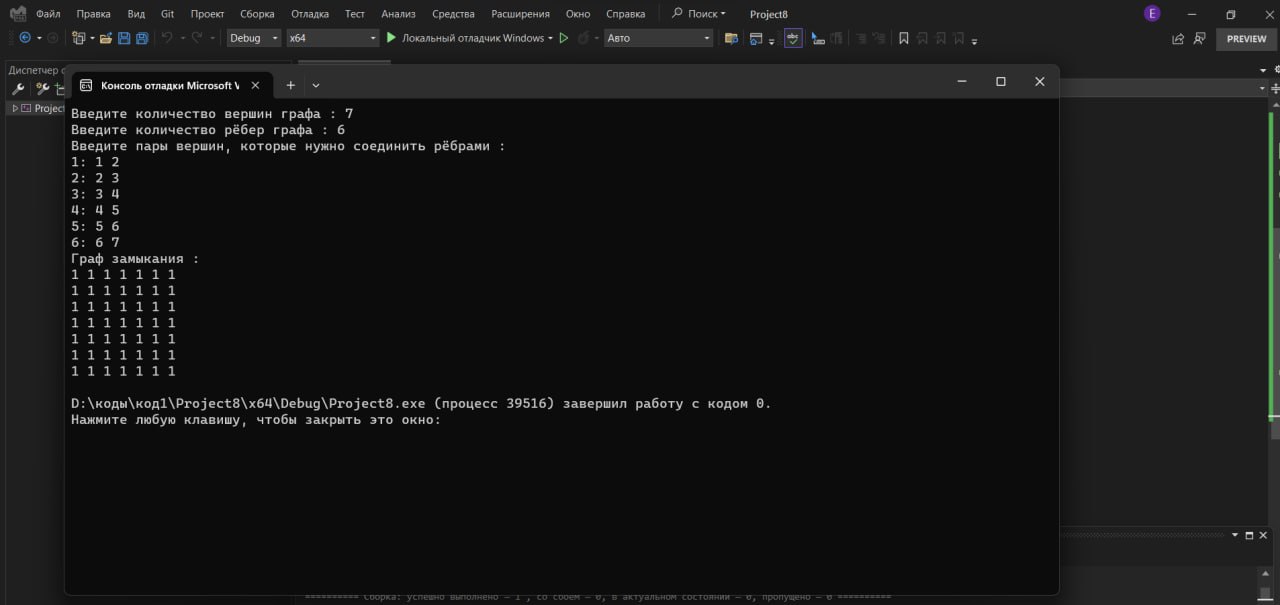 Файл Правка Вид Git Проект Сборка Отладка Тест Анализ Средства Расширения Окно Справка Поиск Project8 E
Debug x64 Локальный отладчик Windows Авто PREVIEW
Диспетчер
Консоль отладки Microsoft V
Project
Введите количество вершин графа : 7
Введите количество рёбер графа : 6
Введите пары вершин, которые нужно соединить рёбрами :
1: 1 2
2: 2 3
3: 3 4
4: 4 5
5: 5 6
6: 6 7
Граф замыкания :
1 1 1 1 1 1 1
1 1 1 1 1 1 1
1 1 1 1 1 1 1
1 1 1 1 1 1 1
1 1 1 1 1 1 1
1 1 1 1 1 1 1
1 1 1 1 1 1 1
D:\коды\код1\Project8\x64\Debug\Project8.exe (процесс 39516) завершил работу с кодом 0.
Нажмите любую клавишу, чтобы закрыть это окно:
========== Сборка: успешно выполнено — 1 , со сбоем — 0, в актуальном состоянии — 0, пропущено — 0 ==========